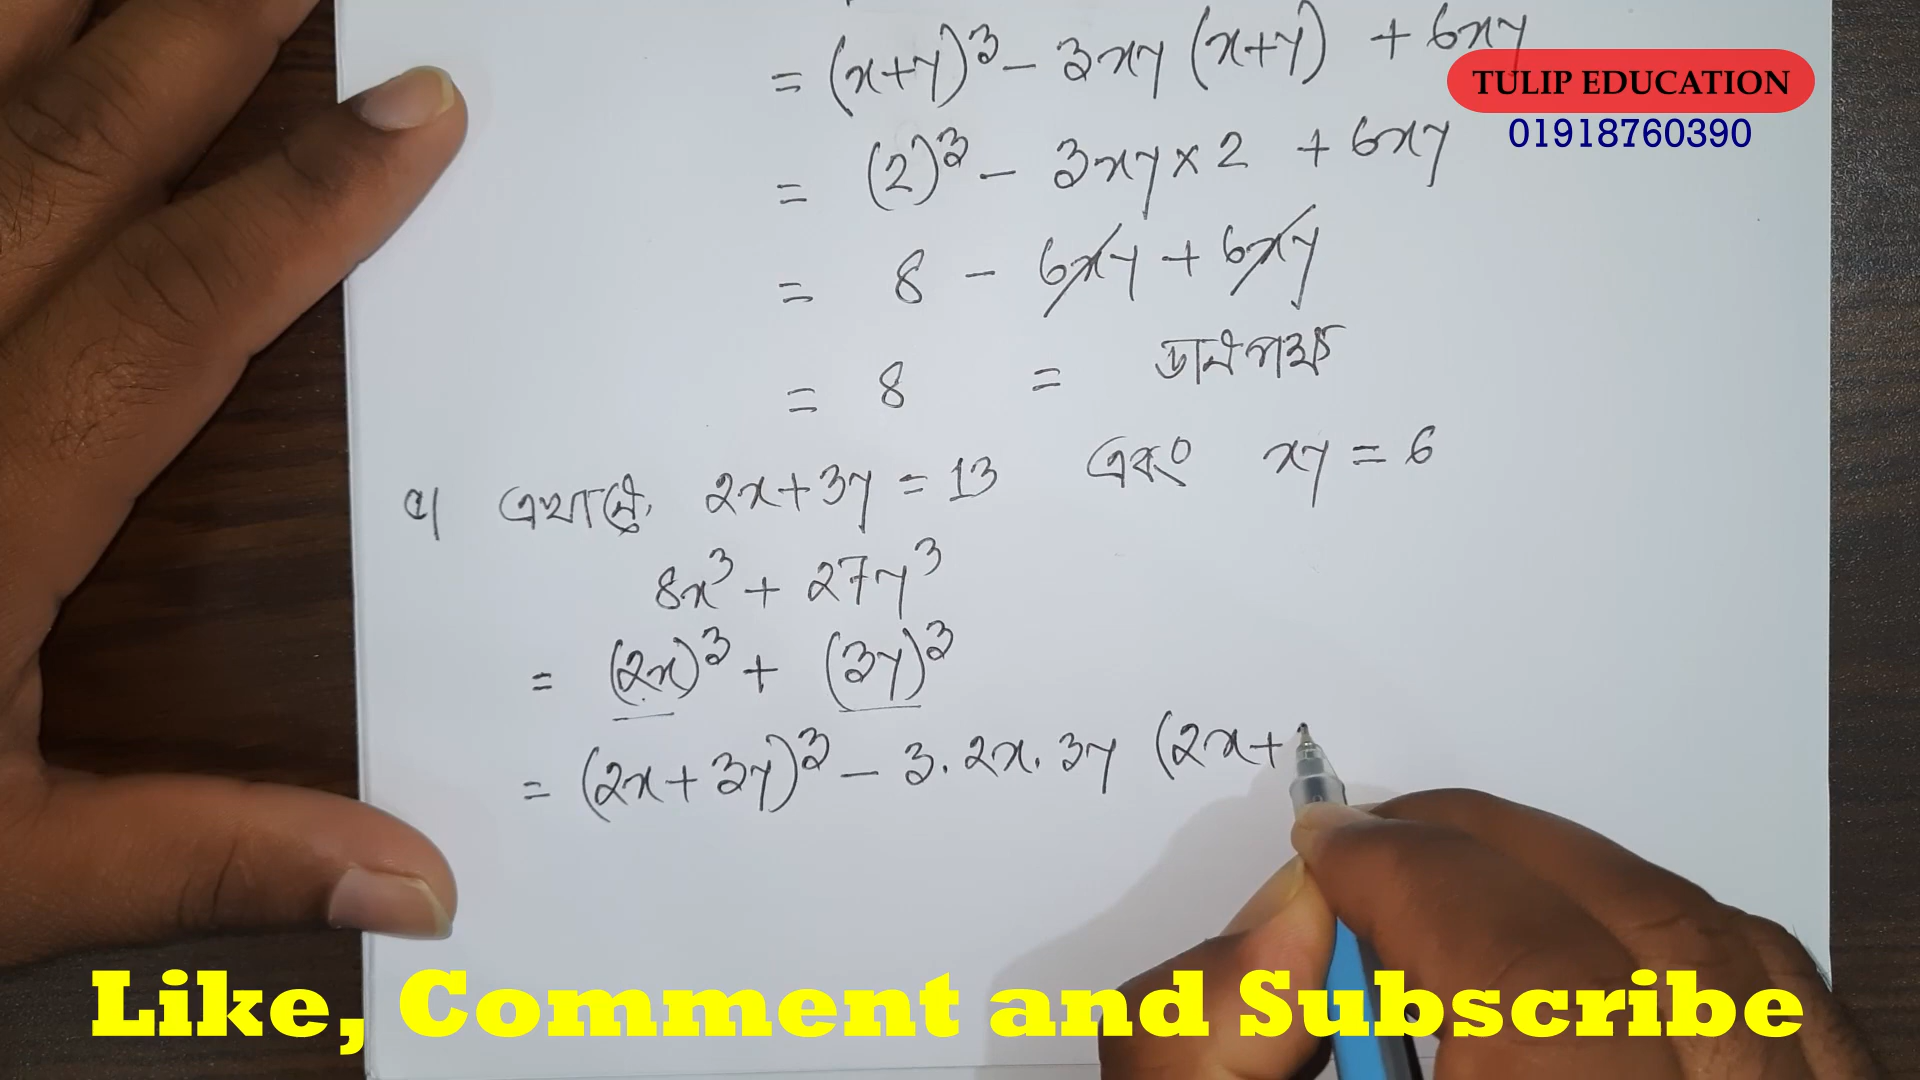 = (x+y)³ – 3xy (x+y) + 6xy
TULIP EDUCATION
01918760390
= (2)³ – 3xy × 2 + 6xy
= 8 – 6xy + 6xy
= 8 = ডানপক্ষ
৫। এখানে, 2x+3y = 13 এবং xy = 6
8x³ + 27y³
= (2x)³ + (3y)³
= (2x+3y)³ – 3.2x.3y (2x+
Like, Comment and Subscribe